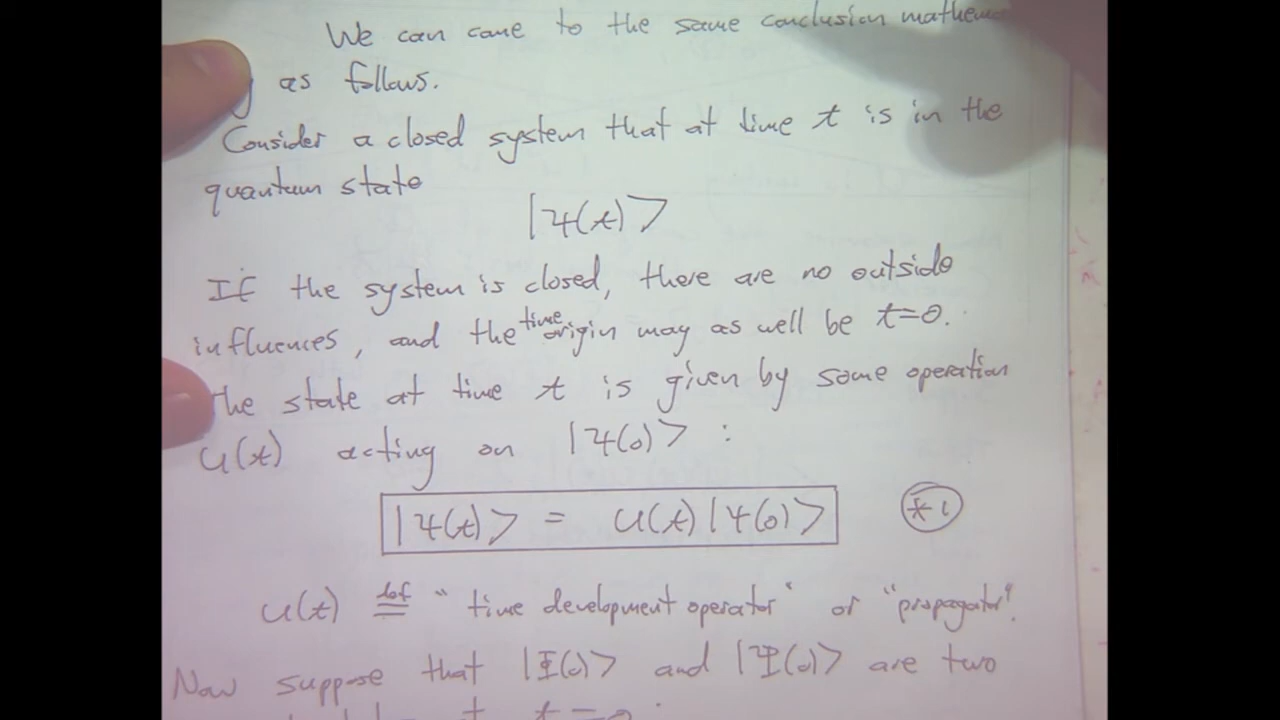 We can come to the same conclusion
as follows.
Consider a closed system that at time t is in the
quantum state
|Ψ(t)>
If the system is closed, there are no outside
influences, and the time origin may as well be t=0.
The state at time t is given by some operation
U(t) acting on |Ψ(0)> :
|Ψ(t)> = U(t)|Ψ(0)> *1
U(t) def= "time development operator" or "propagator".
Now suppose that |Φ(0)> and |Ψ(0)> are two
t=0